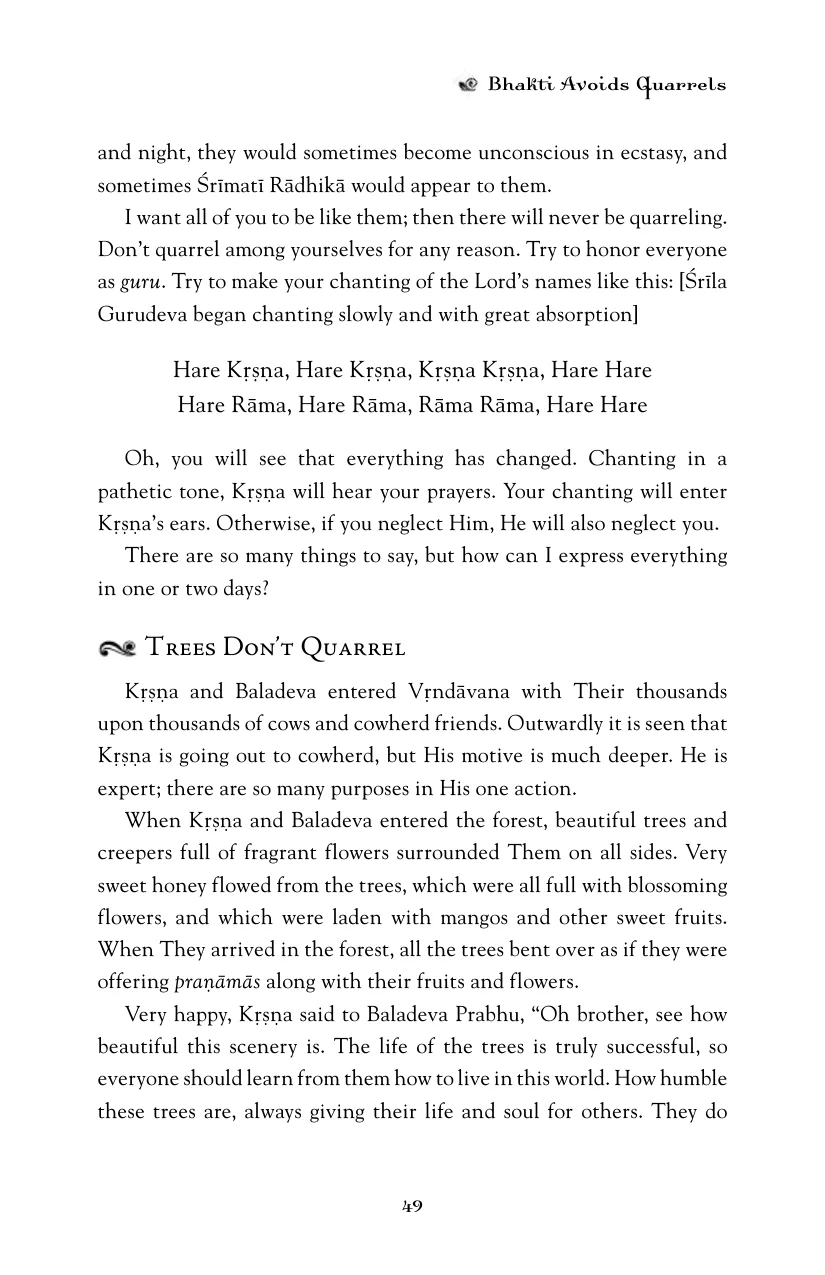 Bhakti Avoids Quarrels
and night, they would sometimes become unconscious in ecstasy, and
sometimes Śrīmatī Rādhikā would appear to them.
I want all of you to be like them; then there will never be quarreling.
Don’t quarrel among yourselves for any reason. Try to honor everyone
as guru. Try to make your chanting of the Lord’s names like this: [Śrīla
Gurudeva began chanting slowly and with great absorption]
Hare Kṛṣṇa, Hare Kṛṣṇa, Kṛṣṇa Kṛṣṇa, Hare Hare
Hare Rāma, Hare Rāma, Rāma Rāma, Hare Hare
Oh, you will see that everything has changed. Chanting in a
pathetic tone, Kṛṣṇa will hear your prayers. Your chanting will enter
Kṛṣṇa’s ears. Otherwise, if you neglect Him, He will also neglect you.
There are so many things to say, but how can I express everything
in one or two days?
Trees Don’t Quarrel
Kṛṣṇa and Baladeva entered Vṛndāvana with Their thousands
upon thousands of cows and cowherd friends. Outwardly it is seen that
Kṛṣṇa is going out to cowherd, but His motive is much deeper. He is
expert; there are so many purposes in His one action.
When Kṛṣṇa and Baladeva entered the forest, beautiful trees and
creepers full of fragrant flowers surrounded Them on all sides. Very
sweet honey flowed from the trees, which were all full with blossoming
flowers, and which were laden with mangos and other sweet fruits.
When They arrived in the forest, all the trees bent over as if they were
offering praṇāmās along with their fruits and flowers.
Very happy, Kṛṣṇa said to Baladeva Prabhu, “Oh brother, see how
beautiful this scenery is. The life of the trees is truly successful, so
everyone should learn from them how to live in this world. How humble
these trees are, always giving their life and soul for others. They do
49